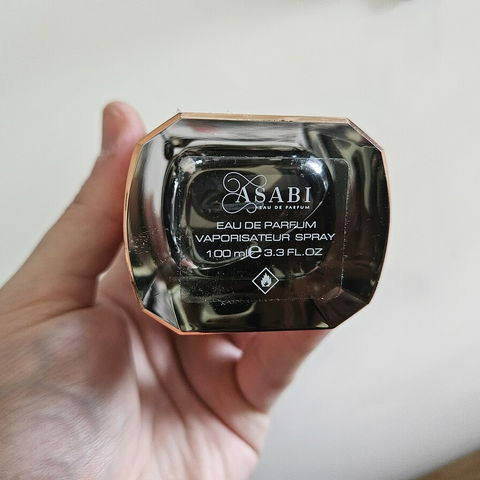 ASABI
EAU DE PARFUM
EAU DE PARFUM
VAPORISATEUR SPRAY
100 ml e 3.3 FL.OZ